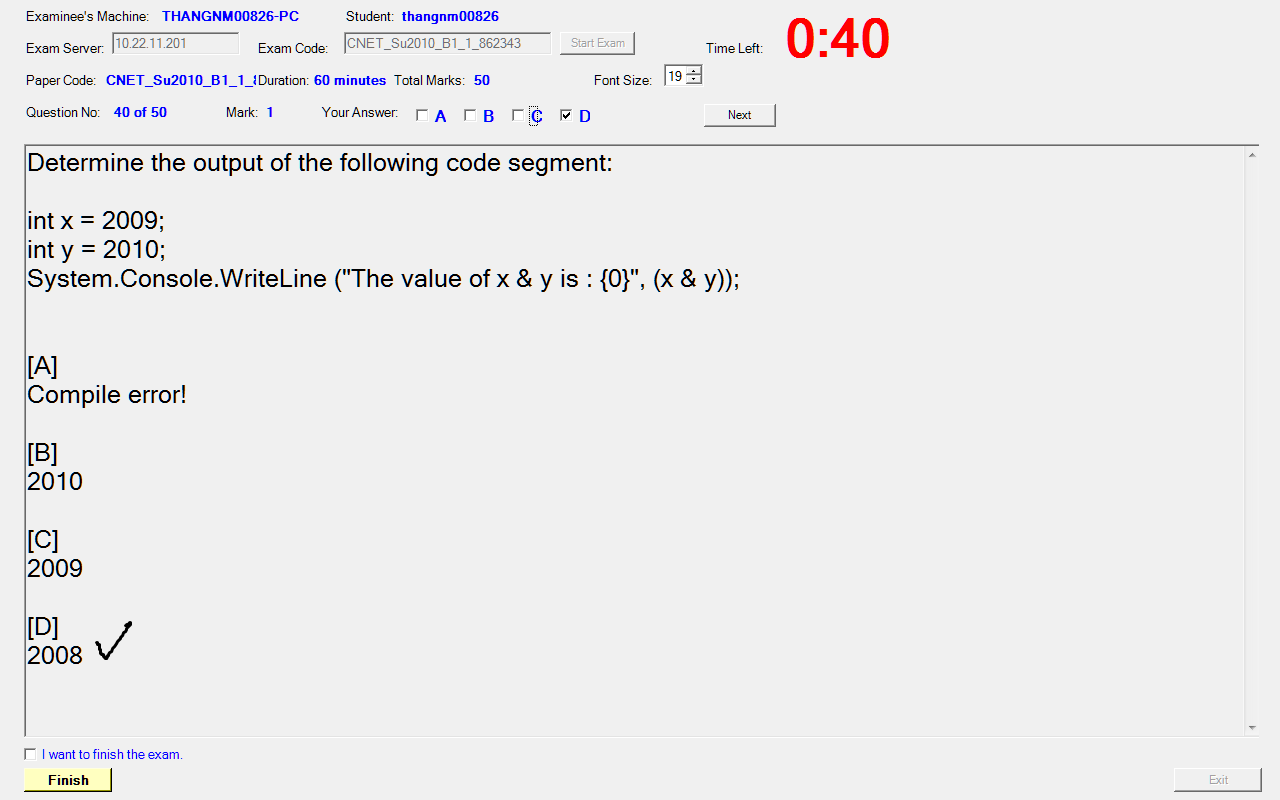 Examinee's Machine: THANGNM00826-PC Student: thangnm00826
Exam Server: 10.22.11.201 Exam Code: CNET_Su2010_B1_1_862343 Start Exam Time Left: 0:40
Paper Code: CNET_Su2010_B1_1_ Duration: 60 minutes Total Marks: 50 Font Size: 19
Question No: 40 of 50 Mark: 1 Your Answer: A B C D Next
Determine the output of the following code segment:
int x = 2009;
int y = 2010;
System.Console.WriteLine ("The value of x & y is : {0}", (x & y));
[A]
Compile error!
[B]
2010
[C]
2009
[D]
2008
I want to finish the exam.
Finish Exit